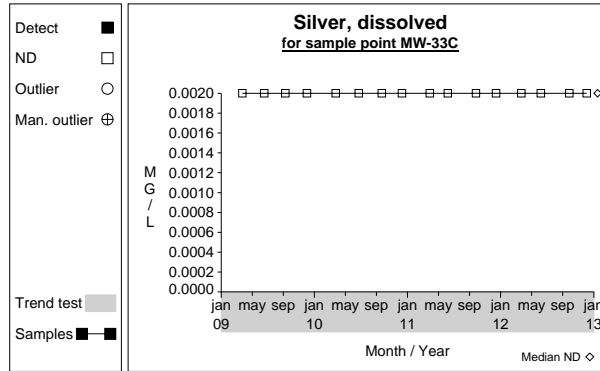 Detect
ND
Outlier
Man. outlier
Trend test
Samples
Silver, dissolved
for sample point MW-33C
M
G
/
L
0.0020
0.0018
0.0016
0.0014
0.0012
0.0010
0.0008
0.0006
0.0004
0.0002
0.0000
jan may sep jan may sep jan may sep jan may sep jan
09 10 11 12 13
Month / Year
Median ND